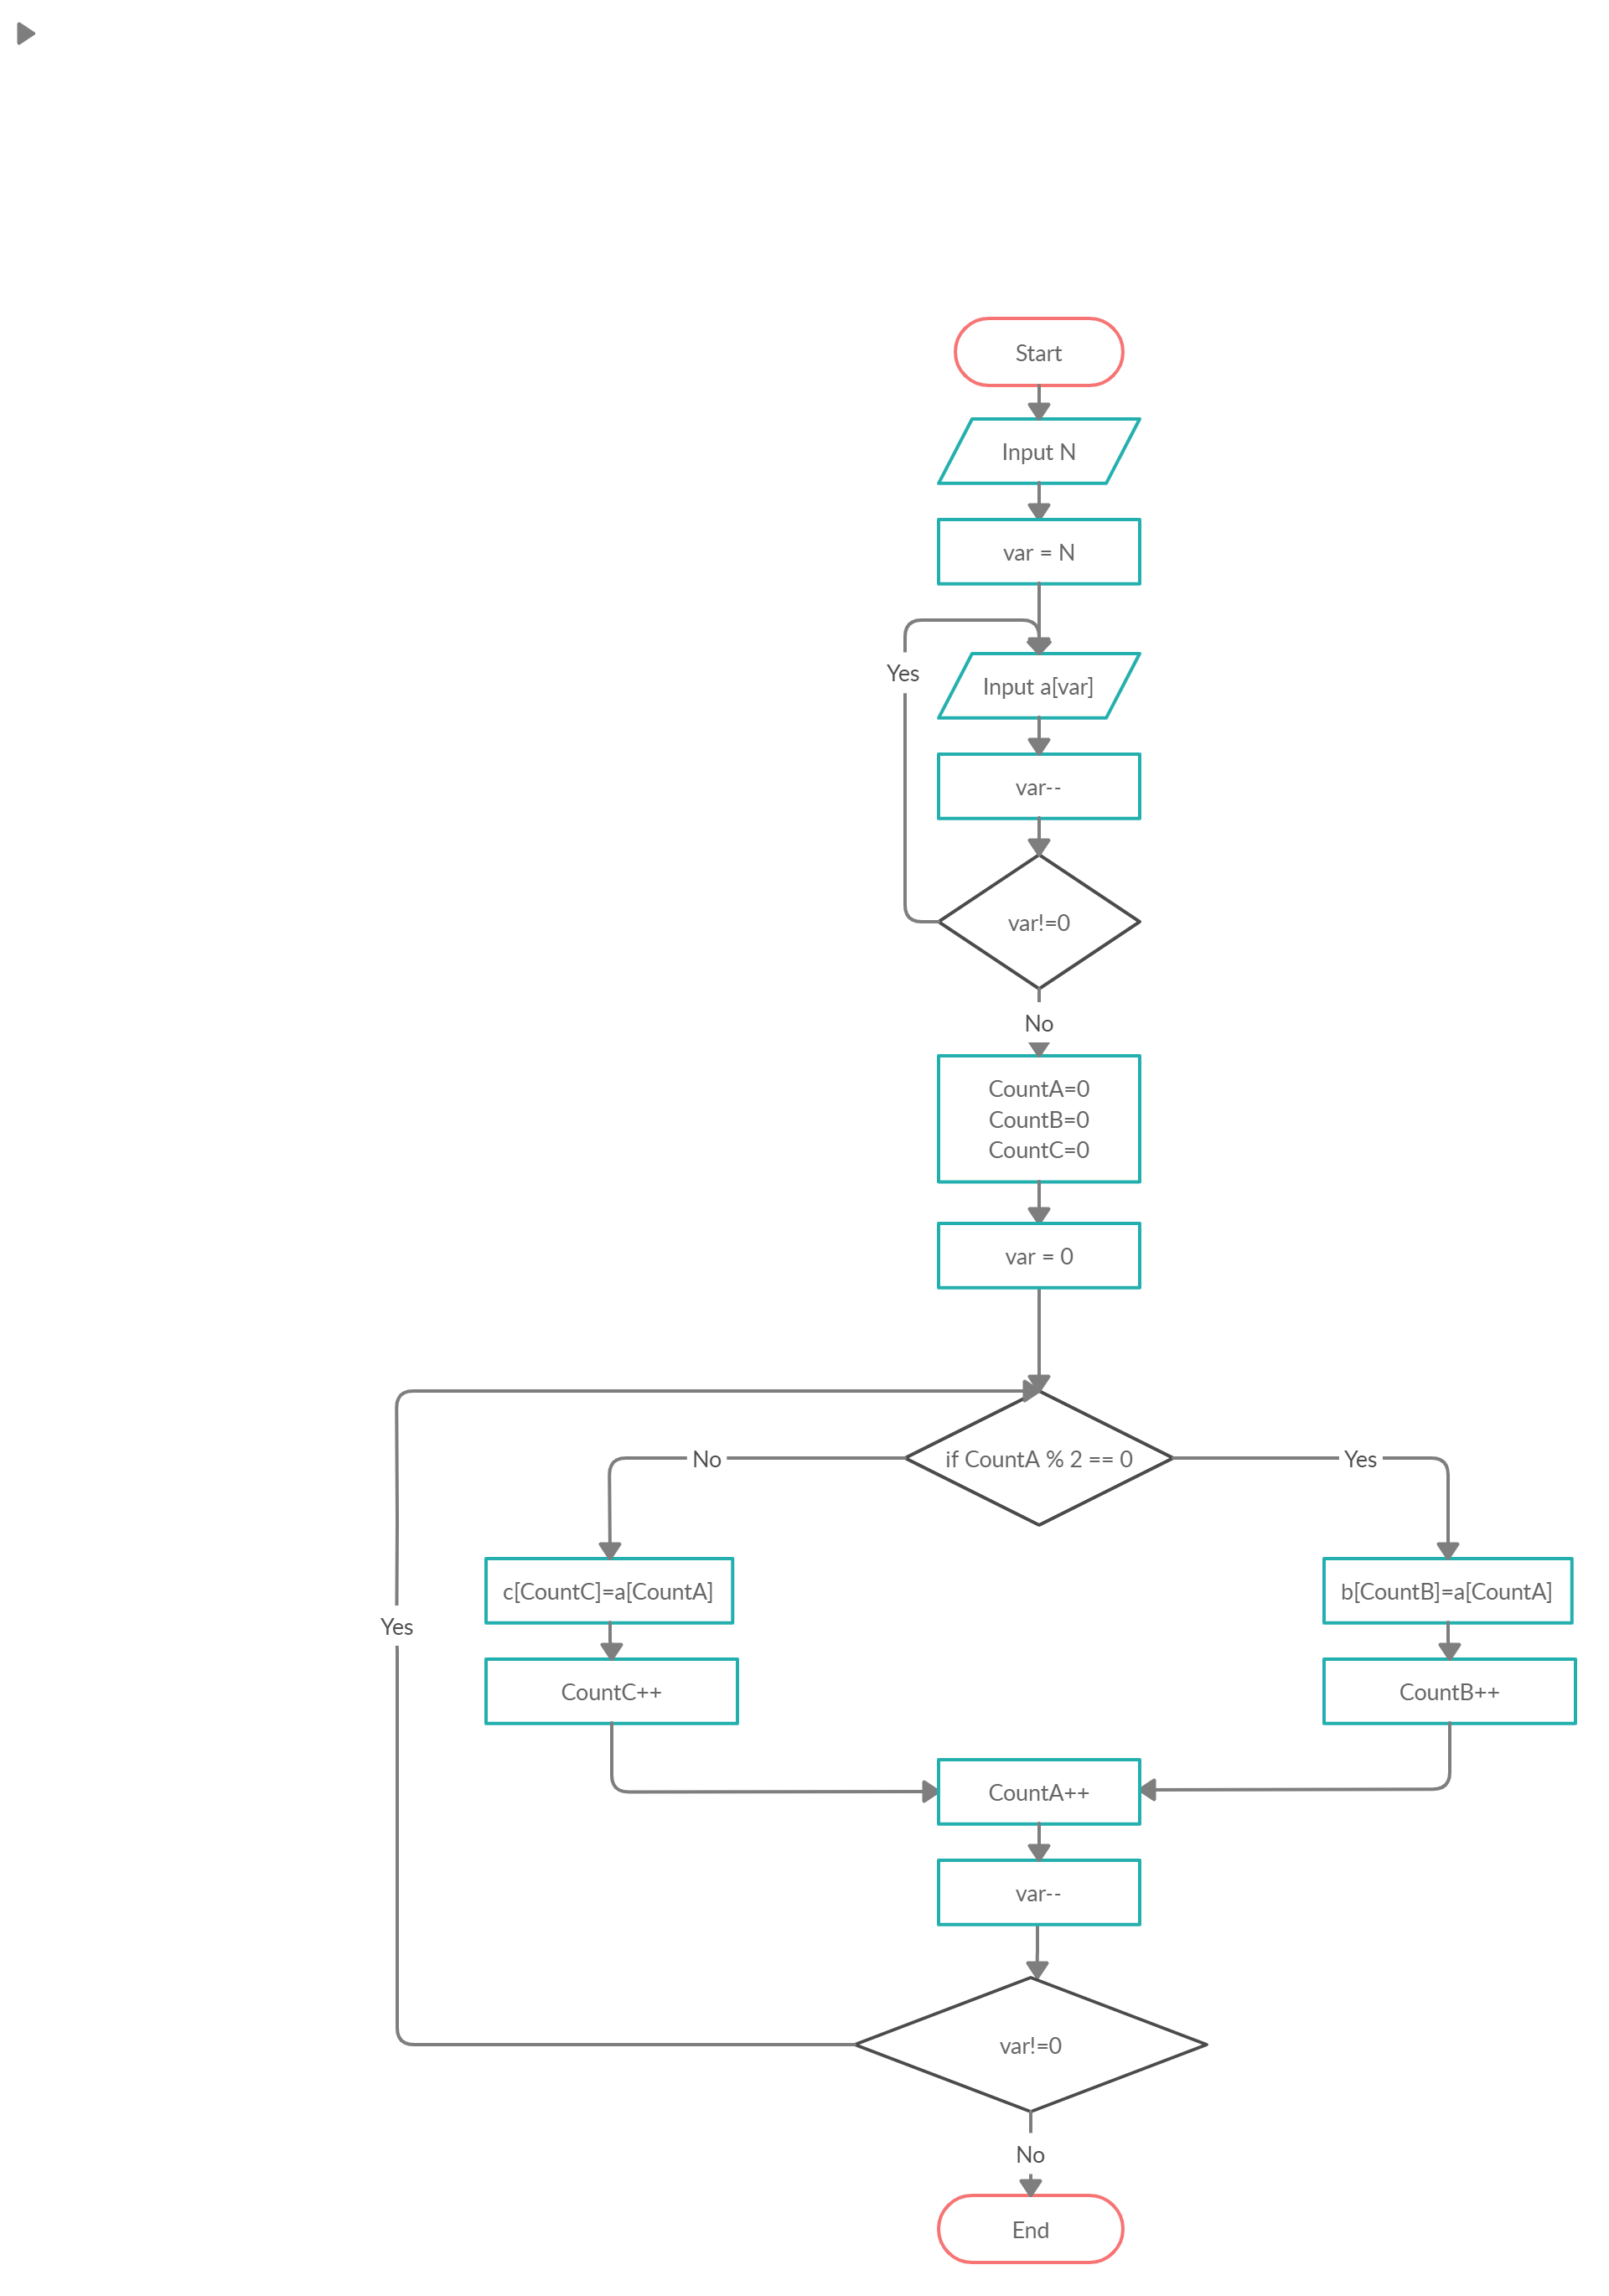 Start
Input N
var = N
Yes
Input a[var]
var--
var!=0
No
CountA=0
CountB=0
CountC=0
var = 0
if CountA % 2 == 0
No
Yes
c[CountC]=a[CountA]
b[CountB]=a[CountA]
Yes
CountC++
CountB++
CountA++
var--
var!=0
No
End